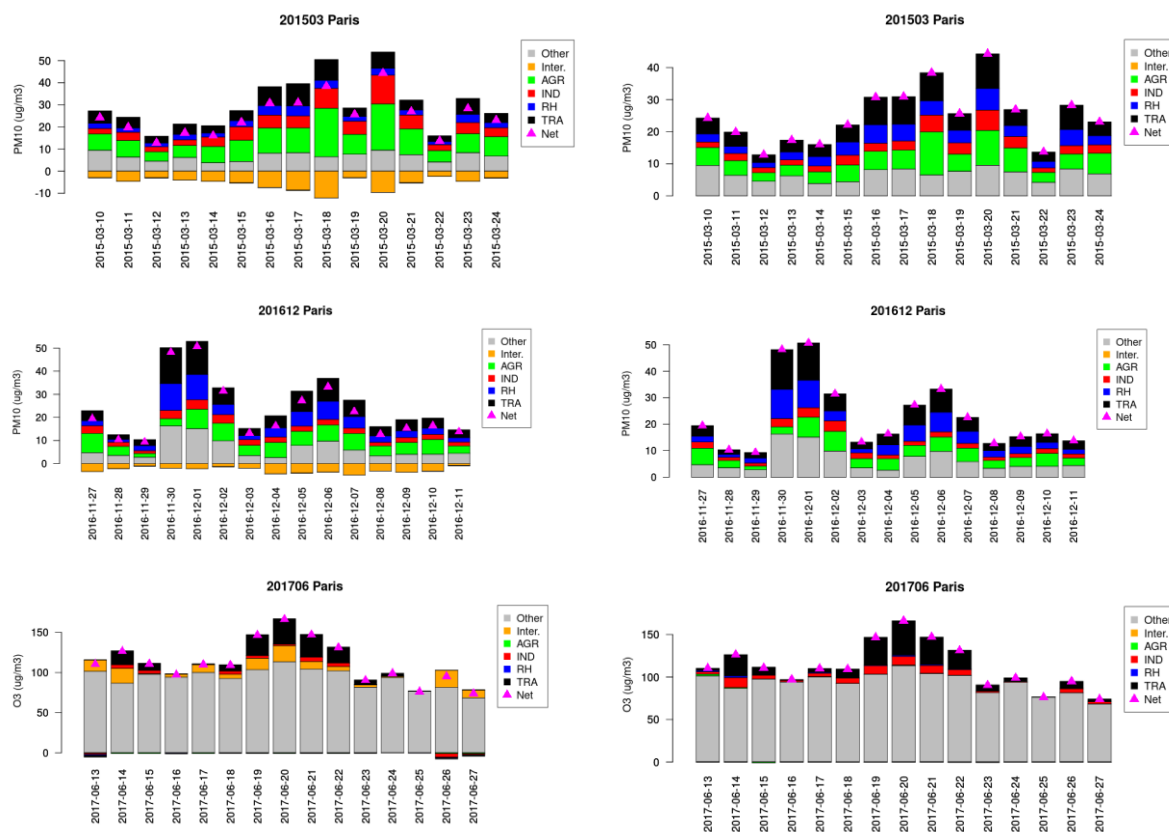 201503 Paris
PM10 (ug/m3)
50
40
30
20
10
0
-10
Other
Inter.
AGR
IND
RH
TRA
Net
2015-03-10
2015-03-11
2015-03-12
2015-03-13
2015-03-14
2015-03-15
2015-03-16
2015-03-17
2015-03-18
2015-03-19
2015-03-20
2015-03-21
2015-03-22
2015-03-23
2015-03-24
201503 Paris
PM10 (ug/m3)
40
30
20
10
0
Other
Inter.
AGR
IND
RH
TRA
Net
2015-03-10
2015-03-11
2015-03-12
2015-03-13
2015-03-14
2015-03-15
2015-03-16
2015-03-17
2015-03-18
2015-03-19
2015-03-20
2015-03-21
2015-03-22
2015-03-23
2015-03-24
201612 Paris
PM10 (ug/m3)
50
40
30
20
10
0
Other
Inter.
AGR
IND
RH
TRA
Net
2016-11-27
2016-11-28
2016-11-29
2016-11-30
2016-12-01
2016-12-02
2016-12-03
2016-12-04
2016-12-05
2016-12-06
2016-12-07
2016-12-08
2016-12-09
2016-12-10
2016-12-11
201612 Paris
PM10 (ug/m3)
50
40
30
20
10
0
Other
Inter.
AGR
IND
RH
TRA
Net
2016-11-27
2016-11-28
2016-11-29
2016-11-30
2016-12-01
2016-12-02
2016-12-03
2016-12-04
2016-12-05
2016-12-06
2016-12-07
2016-12-08
2016-12-09
2016-12-10
2016-12-11
201706 Paris
O3 (ug/m3)
150
100
50
0
Other
Inter.
AGR
IND
RH
TRA
Net
2017-06-13
2017-06-14
2017-06-15
2017-06-16
2017-06-17
2017-06-18
2017-06-19
2017-06-20
2017-06-21
2017-06-22
2017-06-23
2017-06-24
2017-06-25
2017-06-26
2017-06-27
201706 Paris
O3 (ug/m3)
150
100
50
0
Other
Inter.
AGR
IND
RH
TRA
Net
2017-06-13
2017-06-14
2017-06-15
2017-06-16
2017-06-17
2017-06-18
2017-06-19
2017-06-20
2017-06-21
2017-06-22
2017-06-23
2017-06-24
2017-06-25
2017-06-26
2017-06-27